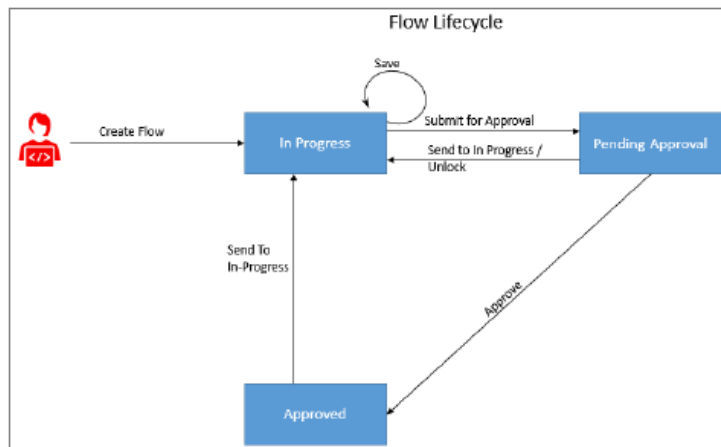 Flow Lifecycle
Save
Create Flow
In Progress
Submit for Approval
Send to In Progress /
Unlock
Pending Approval
Send To
In-Progress
Approve
Approved